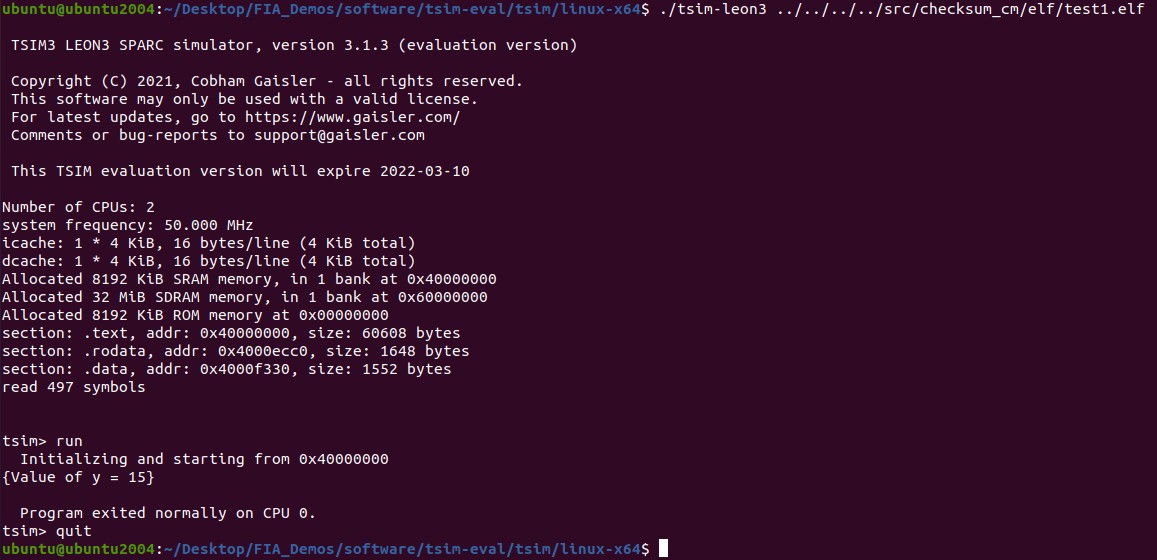 ubuntu@ubuntu2004:~/Desktop/FIA_Demos/software/tsim-eval/tsim/linux-x64$ ./tsim-leon3 ../../../../src/checksum_cm/elf/test1.elf
TSIM3 LEON3 SPARC simulator, version 3.1.3 (evaluation version)
Copyright (C) 2021, Cobham Gaisler - all rights reserved.
This software may only be used with a valid license.
For latest updates, go to https://www.gaisler.com/
Comments or bug-reports to support@gaisler.com
This TSIM evaluation version will expire 2022-03-10
Number of CPUs: 2
system frequency: 50.000 MHz
icache: 1 * 4 KiB, 16 bytes/line (4 KiB total)
dcache: 1 * 4 KiB, 16 bytes/line (4 KiB total)
Allocated 8192 KiB SRAM memory, in 1 bank at 0x40000000
Allocated 32 MiB SDRAM memory, in 1 bank at 0x60000000
Allocated 8192 KiB ROM memory at 0x00000000
section: .text, addr: 0x40000000, size: 60608 bytes
section: .rodata, addr: 0x4000ecc0, size: 1648 bytes
section: .data, addr: 0x4000f330, size: 1552 bytes
read 497 symbols
tsim> run
Initializing and starting from 0x40000000
{Value of y = 15}
Program exited normally on CPU 0.
tsim> quit
ubuntu@ubuntu2004:~/Desktop/FIA_Demos/software/tsim-eval/tsim/linux-x64$